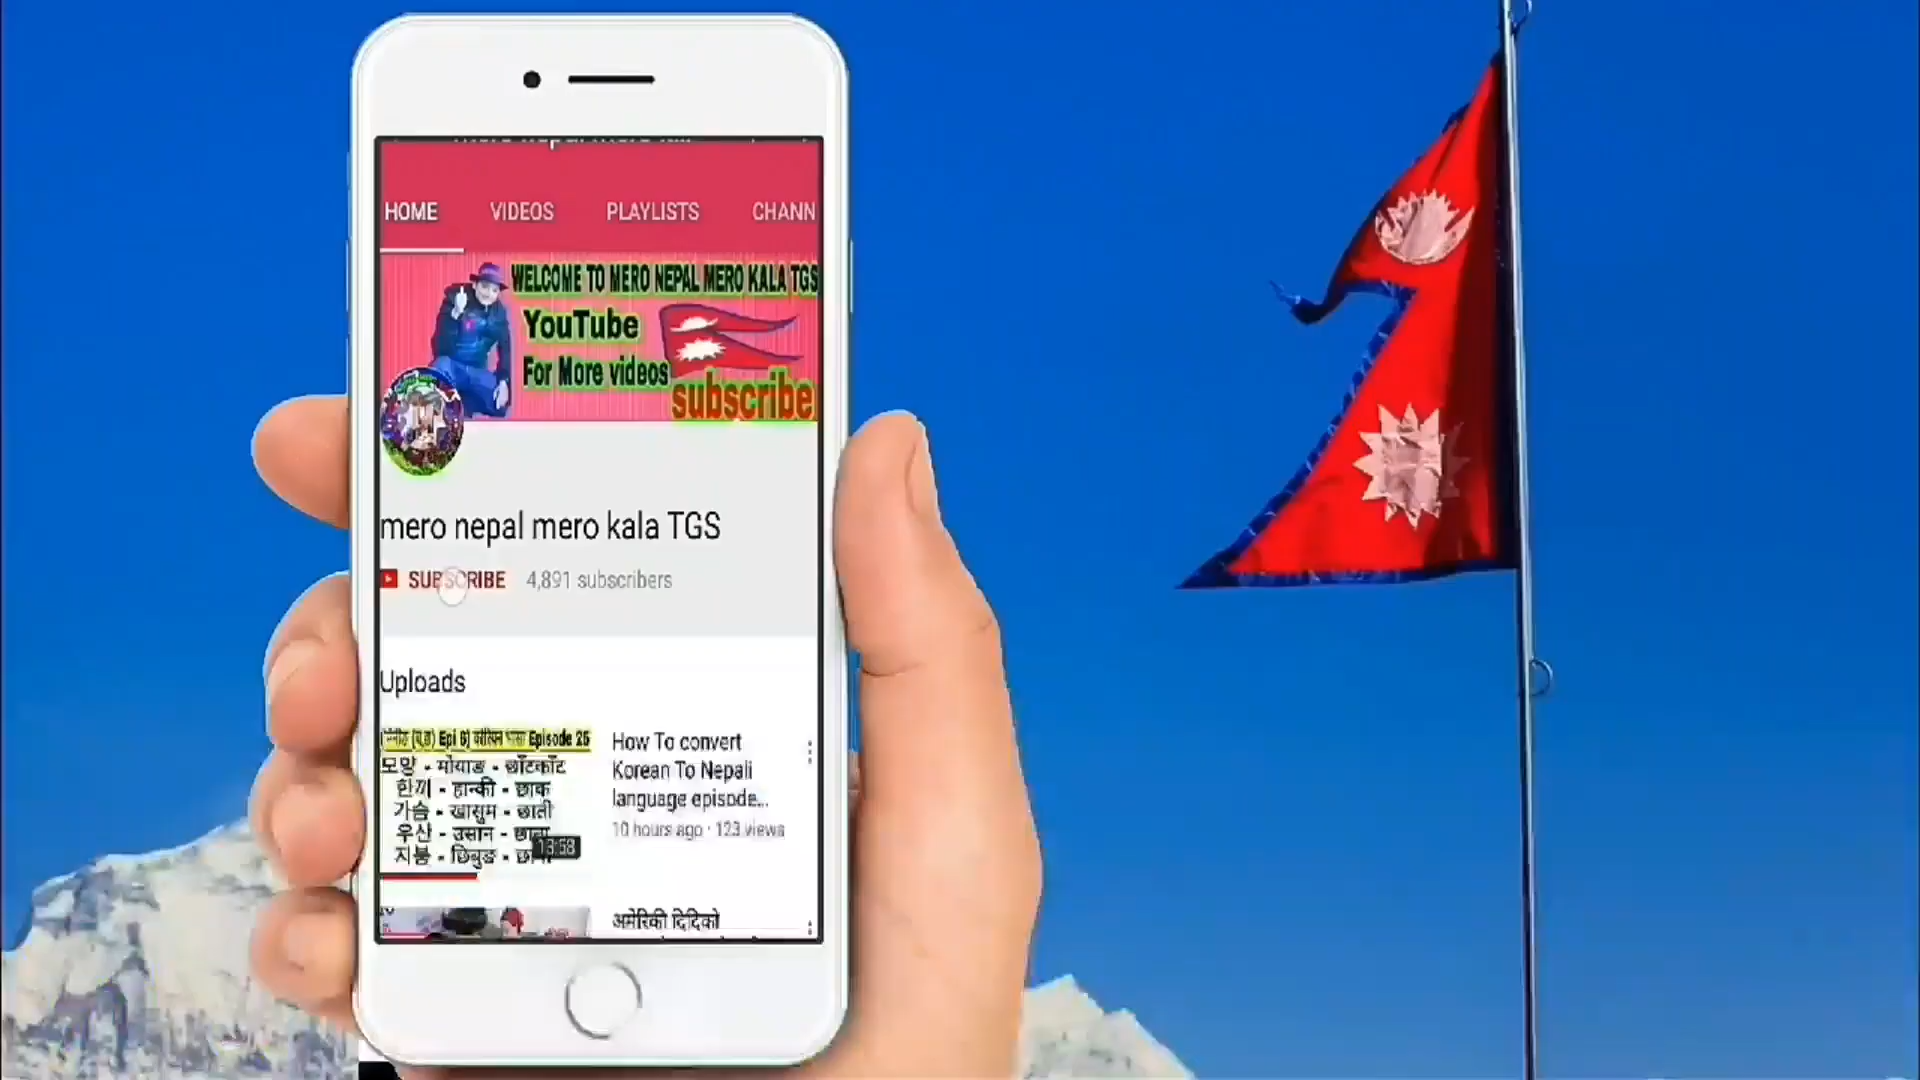 HOME VIDEOS PLAYLISTS CHANN
WELCOME TO MERO NEPAL MERO KALA TGS
YouTube
For More videos
subscribe
mero nepal mero kala TGS
SUBSCRIBE 4,891 subscribers
Uploads
Epi 6) Episode 25
모양 - मोयाङ - छाँटकाँट
한끼 - हान्की - छाक
가슴 - खासुम - छाती
우산 - उसान - छाता
지붕 - छिबुङ -
13:58
How To convert
Korean To Nepali
language episode...
10 hours ago · 123 views
अमेरिकी दिदिको